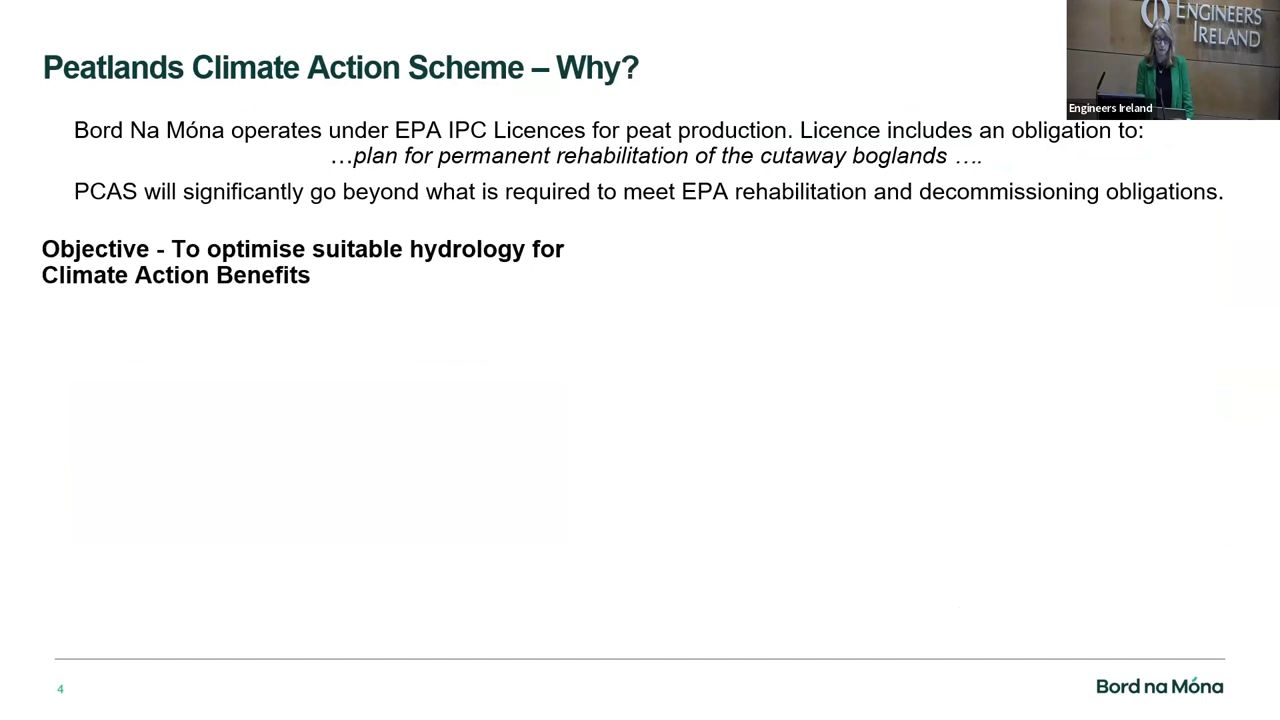 ENGINEERS
IRELAND
Engineers Ireland
Peatlands Climate Action Scheme – Why?
Bord Na Móna operates under EPA IPC Licences for peat production. Licence includes an obligation to:
…plan for permanent rehabilitation of the cutaway boglands ….
PCAS will significantly go beyond what is required to meet EPA rehabilitation and decommissioning obligations.
Objective - To optimise suitable hydrology for
Climate Action Benefits
4
Bord na Móna